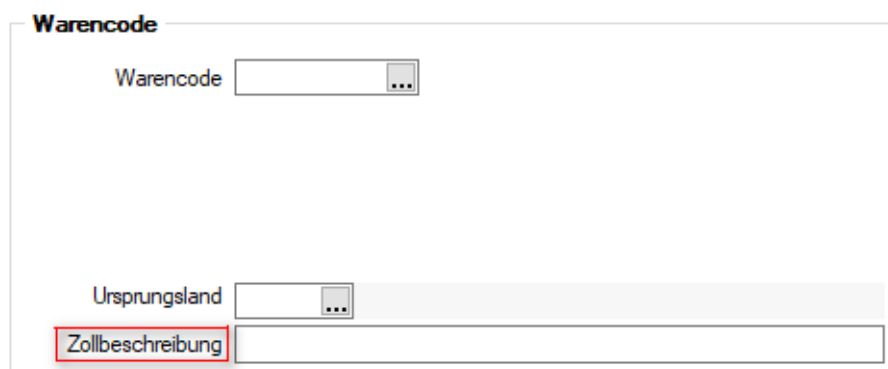 Warencode
Warencode ...
Ursprungsland ...
Zollbeschreibung